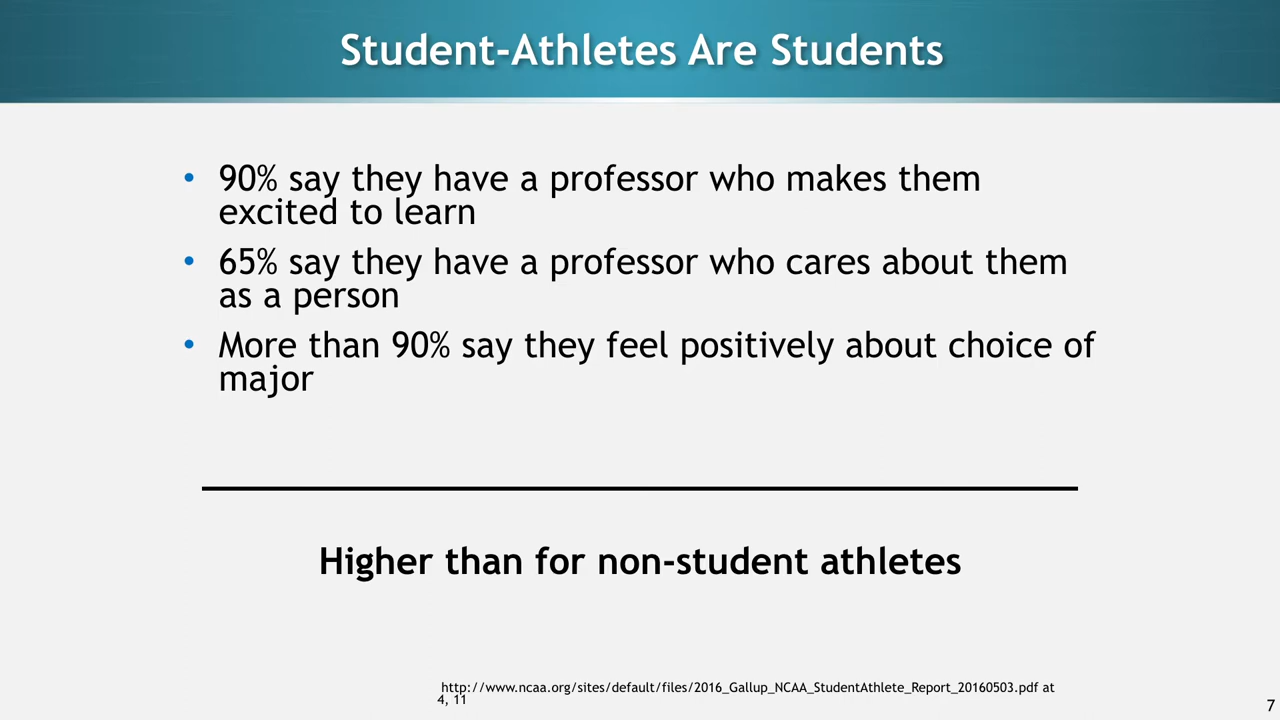 Student-Athletes Are Students
• 90% say they have a professor who makes them
excited to learn
• 65% say they have a professor who cares about them
as a person
• More than 90% say they feel positively about choice of
major
Higher than for non-student athletes
http://www.ncaa.org/sites/default/files/2016_Gallup_NCAA_StudentAthlete_Report_20160503.pdf at
4, 11
7